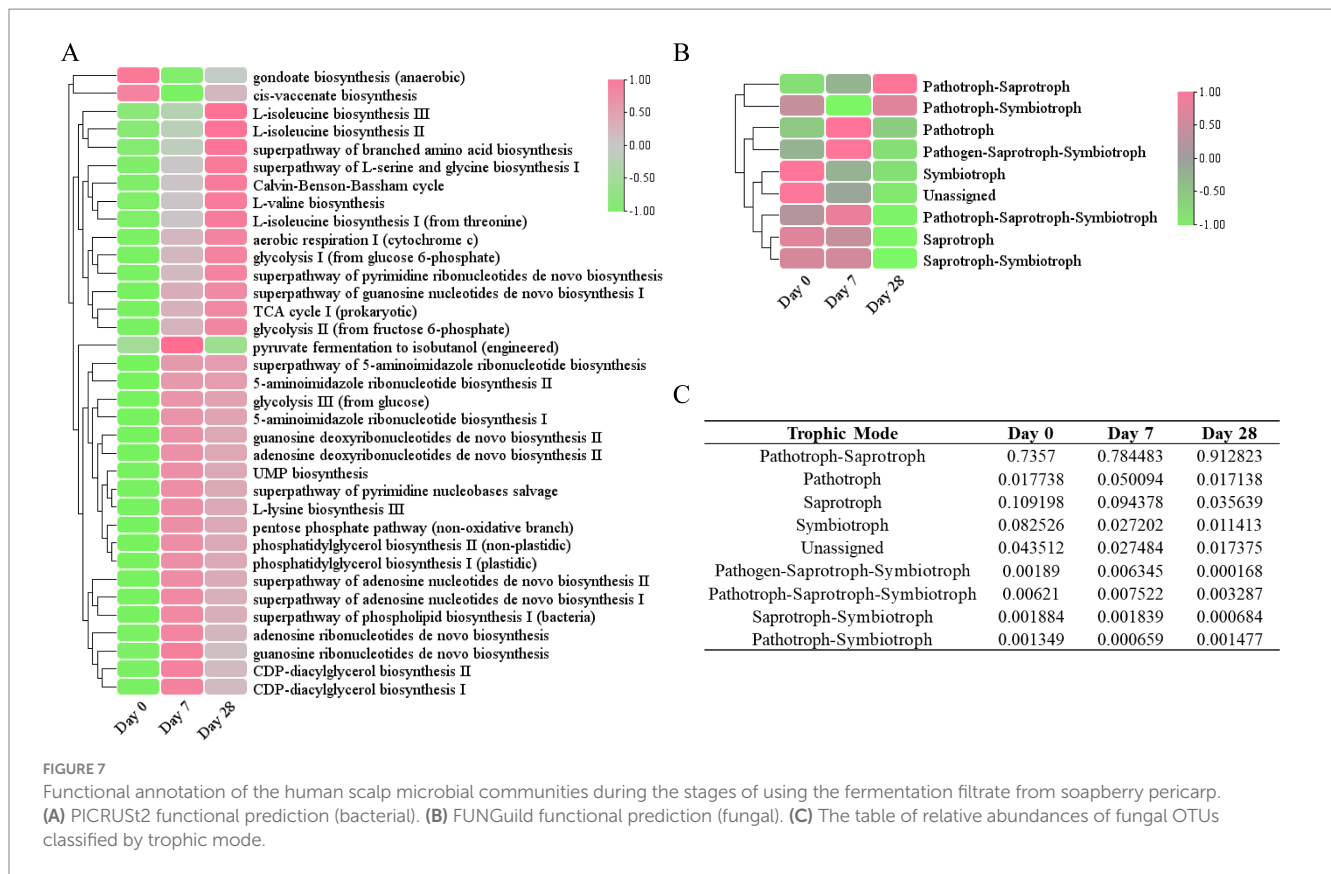 A
gondoate biosynthesis (anaerobic)
cis-vaccenate biosynthesis
L-isoleucine biosynthesis III
L-isoleucine biosynthesis II
superpathway of branched amino acid biosynthesis
superpathway of L-serine and glycine biosynthesis I
Calvin-Benson-Bassham cycle
L-valine biosynthesis
L-isoleucine biosynthesis I (from threonine)
aerobic respiration I (cytochrome c)
glycolysis I (from glucose 6-phosphate)
superpathway of pyrimidine ribonucleotides de novo biosynthesis
superpathway of guanosine nucleotides de novo biosynthesis I
TCA cycle I (prokaryotic)
glycolysis II (from fructose 6-phosphate)
pyruvate fermentation to isobutanol (engineered)
superpathway of 5-aminoimidazole ribonucleotide biosynthesis
5-aminoimidazole ribonucleotide biosynthesis II
glycolysis III (from glucose)
5-aminoimidazole ribonucleotide biosynthesis I
guanosine deoxyribonucleotides de novo biosynthesis II
adenosine deoxyribonucleotides de novo biosynthesis II
UMP biosynthesis
superpathway of pyrimidine nucleobases salvage
L-lysine biosynthesis III
pentose phosphate pathway (non-oxidative branch)
phosphatidylglycerol biosynthesis II (non-plastidic)
phosphatidylglycerol biosynthesis I (plastidic)
superpathway of adenosine nucleotides de novo biosynthesis II
superpathway of adenosine nucleotides de novo biosynthesis I
superpathway of phospholipid biosynthesis I (bacteria)
adenosine ribonucleotides de novo biosynthesis
guanosine ribonucleotides de novo biosynthesis
CDP-diacylglycerol biosynthesis II
CDP-diacylglycerol biosynthesis I
Day 0 Day 7 Day 28
1.00
0.50
0.00
-0.50
-1.00
B
Pathotroph-Saprotroph
Pathotroph-Symbiotroph
Pathotroph
Pathogen-Saprotroph-Symbiotroph
Symbiotroph
Unassigned
Pathotroph-Saprotroph-Symbiotroph
Saprotroph
Saprotroph-Symbiotroph
Day 0 Day 7 Day 28
1.00
0.50
0.00
-0.50
-1.00
C
Trophic Mode Day 0 Day 7 Day 28
Pathotroph-Saprotroph 0.7357 0.784483 0.912823
Pathotroph 0.017738 0.050094 0.017138
Saprotroph 0.109198 0.094378 0.035639
Symbiotroph 0.082526 0.027202 0.011413
Unassigned 0.043512 0.027484 0.017375
Pathogen-Saprotroph-Symbiotroph 0.00189 0.006345 0.000168
Pathotroph-Saprotroph-Symbiotroph 0.00621 0.007522 0.003287
Saprotroph-Symbiotroph 0.001884 0.001839 0.000684
Pathotroph-Symbiotroph 0.001349 0.000659 0.001477
FIGURE 7
Functional annotation of the human scalp microbial communities during the stages of using the fermentation filtrate from soapberry pericarp.
(A) PICRUSt2 functional prediction (bacterial). (B) FUNGuild functional prediction (fungal). (C) The table of relative abundances of fungal OTUs
classified by trophic mode.